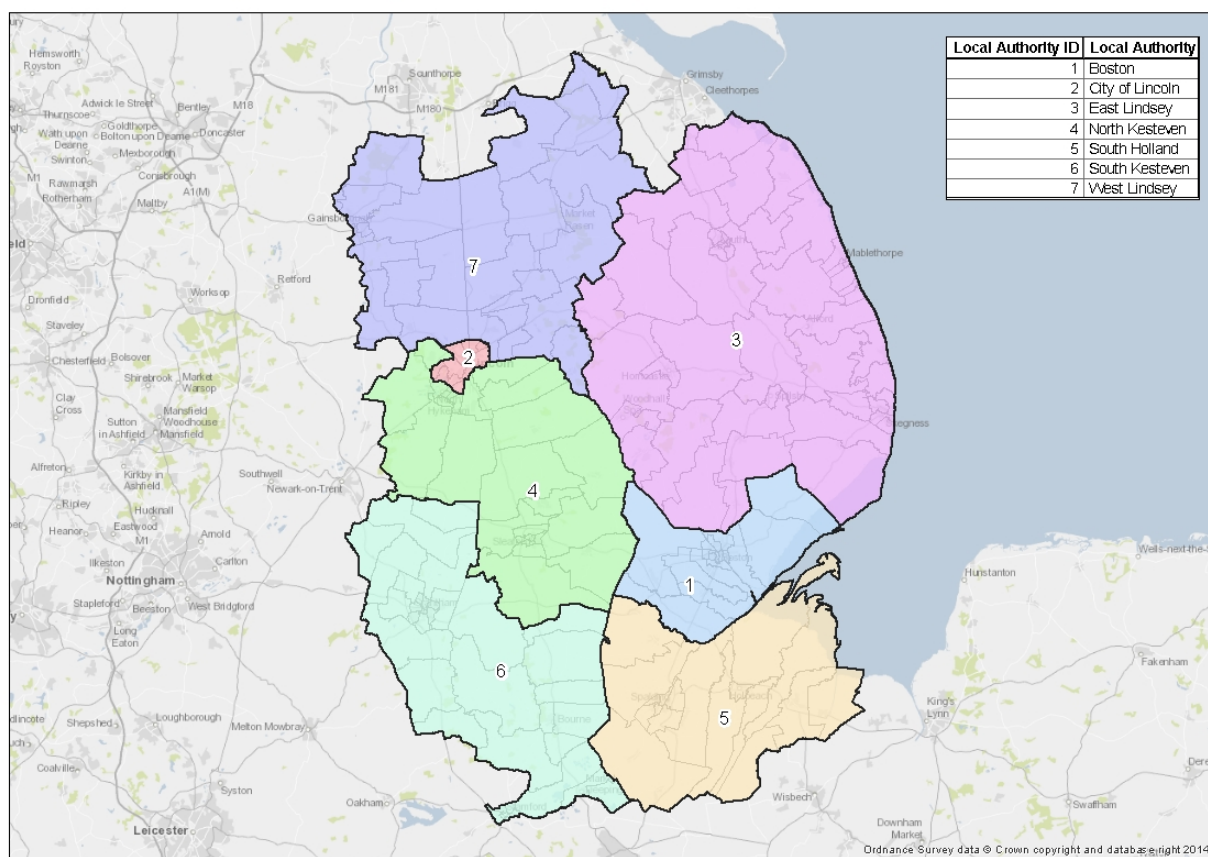 Local Authority ID Local Authority
1 Boston
2 City of Lincoln
3 East Lindsey
4 North Kesteven
5 South Holland
6 South Kesteven
7 West Lindsey
Hemsworth
Royston
Scunthorpe
M181
M180
M18
Grimsby
Cleethorpes
Adwick le Street
Bentley
Thurnscoe
Goldthorpe
Bolton upon Dearne
Doncaster
Wath upon
Dearne
Swinton
Mexborough
Conisbrough
M1
Rawmarsh
Rotherham
A1(M)
Maltby
Market
Rasen
Mablethorpe
7
Retford
Worksop
Dronfield
Staveley
3
Chesterfield
Bolsover
Shirebrook
Market
Warsop
2
Hykeham
Horncastle
Woodhall
Spa
Clay
Cross
Mansfield
Woodhouse
Sutton
in Ashfield
Mansfield
Alfreton
Kirkby in
Ashfield
Southwell
Newark-on-Trent
4
Ripley
Hucknall
Heanor
Eastwood
M1
Arnold
Wells-next-the-S
Ilkeston
Carlton
Hunstanton
Nottingham
1
Stapleford
Beeston
West Bridgford
Long
Eaton
Fakenham
6
King's
Lynn
Shepshed
Loughborough
Melton Mowbray
Bourne
5
Coalville
Syston
Oakham
Wisbech
Swaffham
Leicester
Downham
Market
Ordnance Survey data © Crown copyright and database right 2014